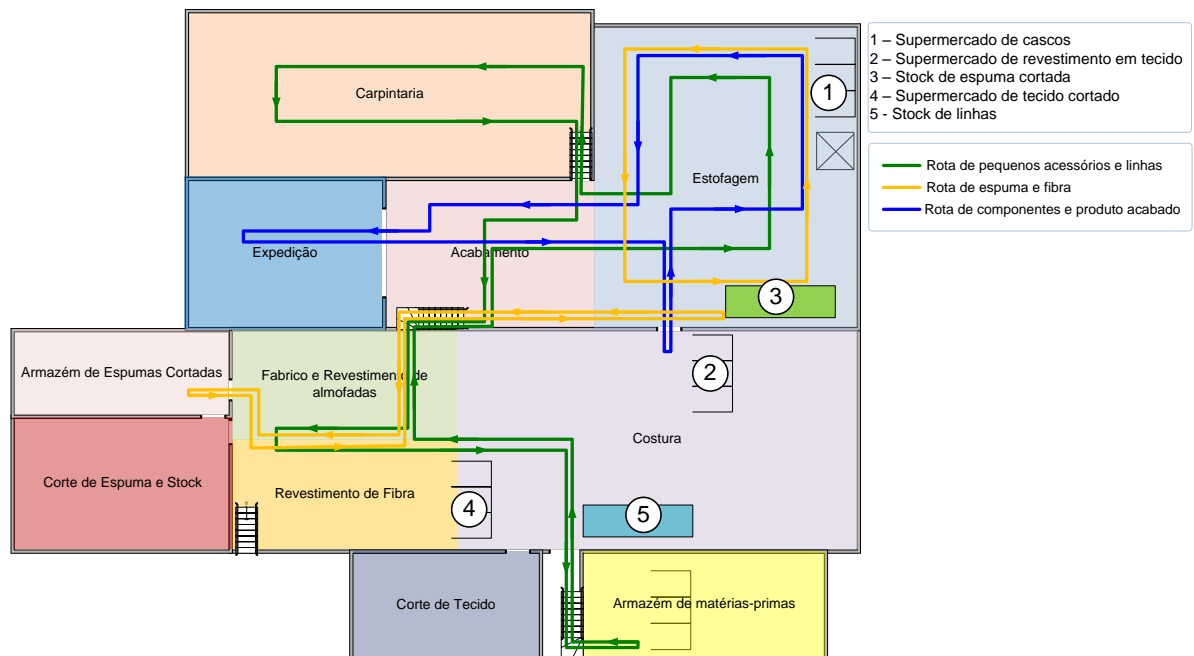 1 – Supermercado de cascos
2 – Supermercado de revestimento em tecido
3 – Stock de espuma cortada
4 – Supermercado de tecido cortado
5 - Stock de linhas
Rota de pequenos acessórios e linhas
Rota de espuma e fibra
Rota de componentes e produto acabado
Carpintaria
1
Estofagem
Expedição
Acabamento
3
Armazém de Espumas Cortadas
Fabrico e Revestimento de
almofadas
2
Costura
Corte de Espuma e Stock
Revestimento de Fibra
4
5
Corte de Tecido
Armazém de matérias-primas